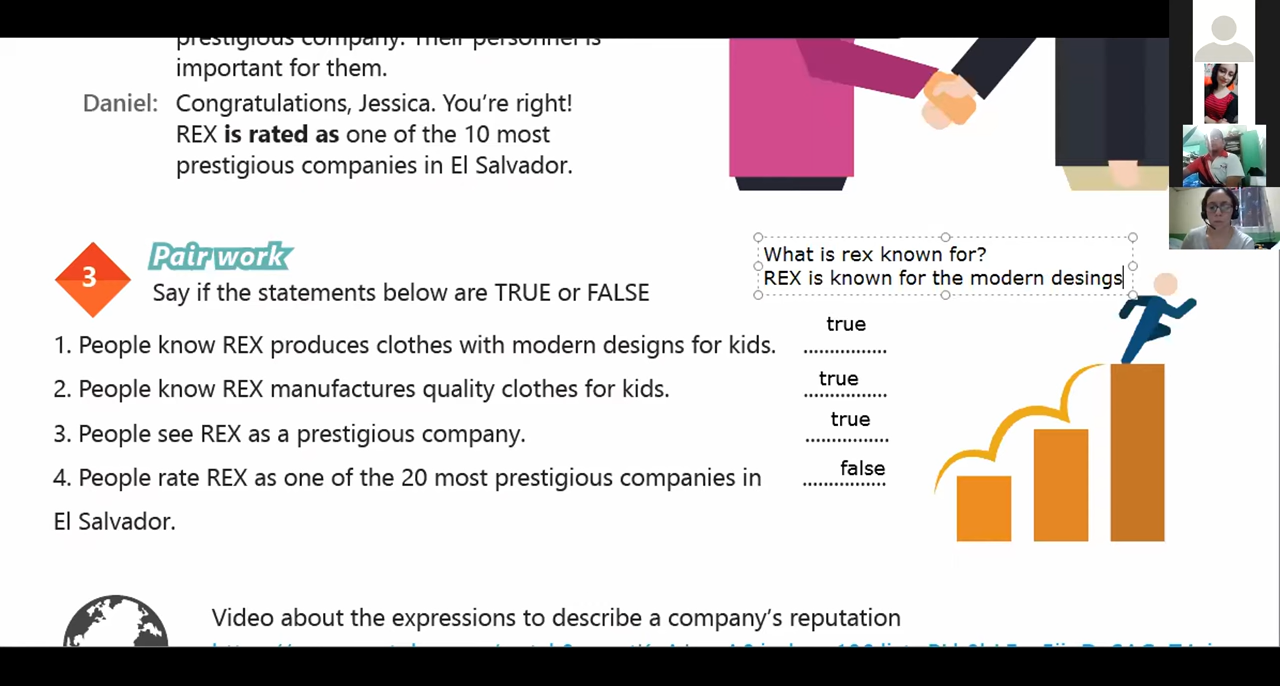 prestigious company. Their personnel is
important for them.
Daniel: Congratulations, Jessica. You're right!
REX is rated as one of the 10 most
prestigious companies in El Salvador.
3
Pair work
Say if the statements below are TRUE or FALSE
What is rex known for?
REX is known for the modern desings
1. People know REX produces clothes with modern designs for kids. ................
true
2. People know REX manufactures quality clothes for kids. ................
true
3. People see REX as a prestigious company. ................
true
4. People rate REX as one of the 20 most prestigious companies in ................
false
El Salvador.
Video about the expressions to describe a company's reputation